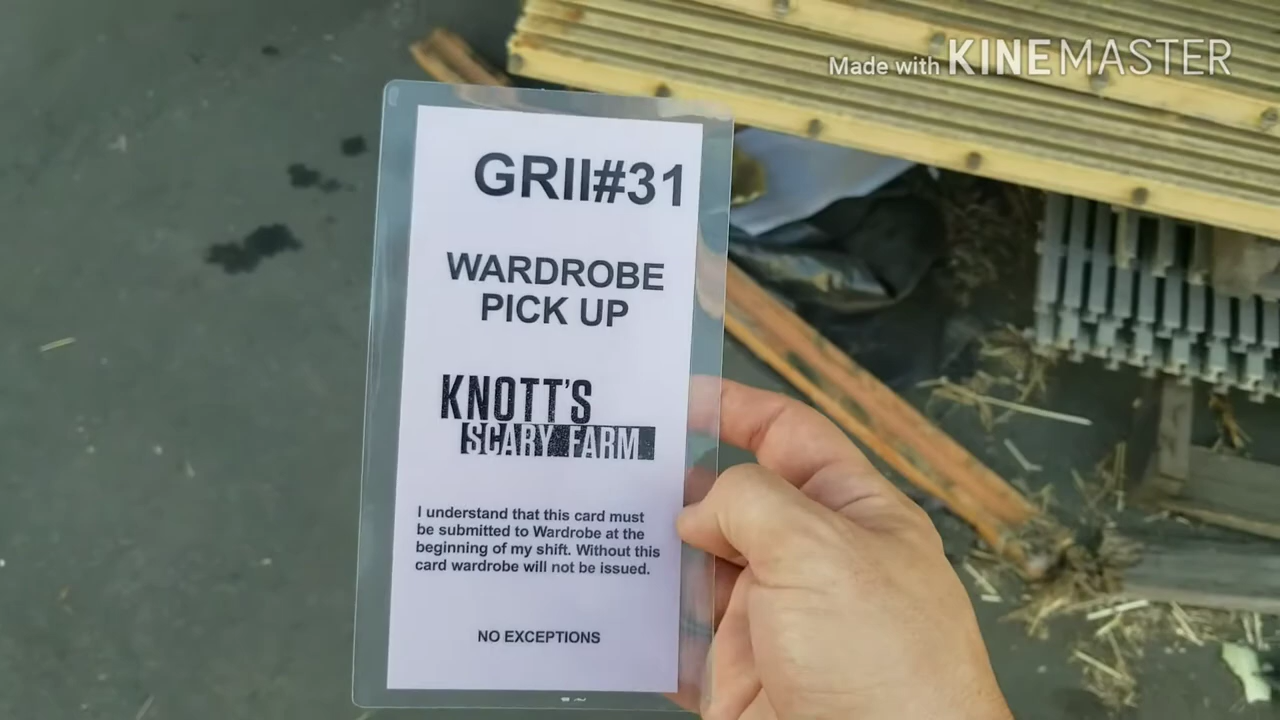 Made with KINEMASTER
GRII#31
WARDROBE
PICK UP
KNOTT'S
SCARY FARM
I understand that this card must
be submitted to Wardrobe at the
beginning of my shift. Without this
card wardrobe will not be issued.
NO EXCEPTIONS